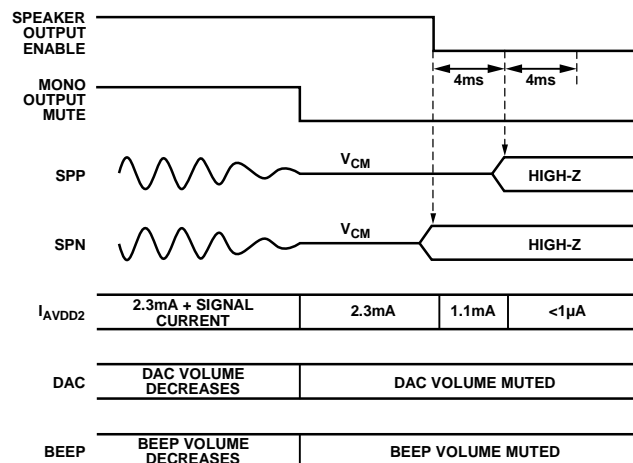 SPEAKER
OUTPUT
ENABLE
4ms 4ms
MONO
OUTPUT
MUTE
SPP
VCM
HIGH-Z
SPN
VCM
HIGH-Z
IAVDD2
2.3mA + SIGNAL
CURRENT
2.3mA
1.1mA
<1µA
DAC
DAC VOLUME
DECREASES
DAC VOLUME MUTED
BEEP
BEEP VOLUME
DECREASES
BEEP VOLUME MUTED